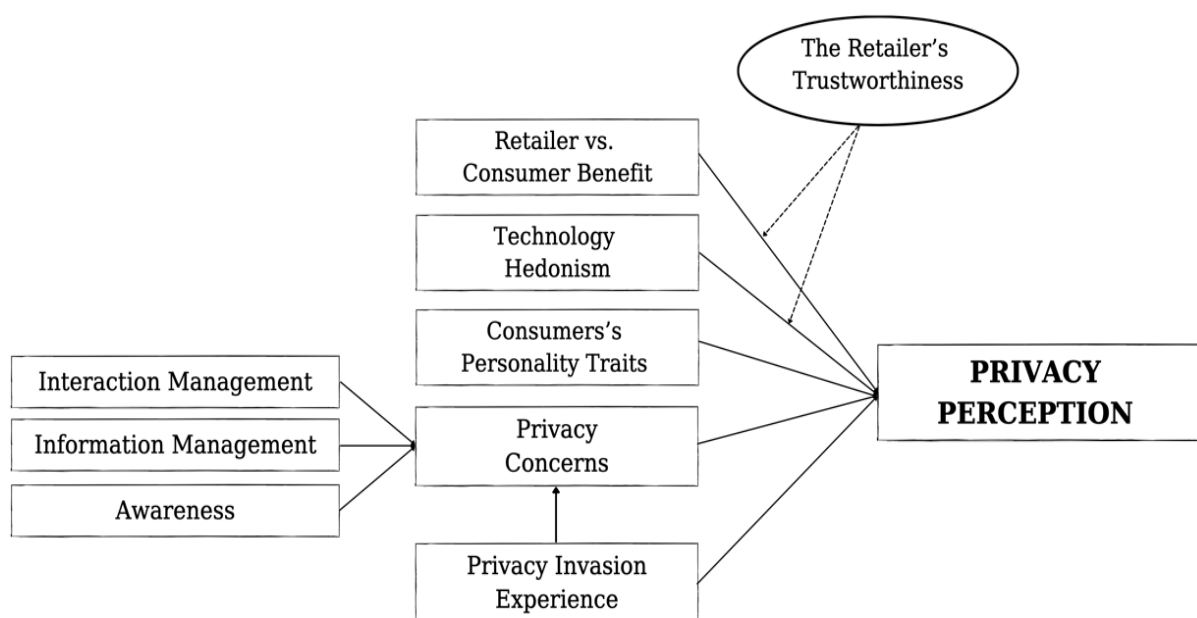 The Retailer’s
Trustworthiness
Retailer vs.
Consumer Benefit
Technology
Hedonism
Consumers’s
Personality Traits
Interaction Management
Information Management
Awareness
Privacy
Concerns
Privacy Invasion
Experience
PRIVACY
PERCEPTION